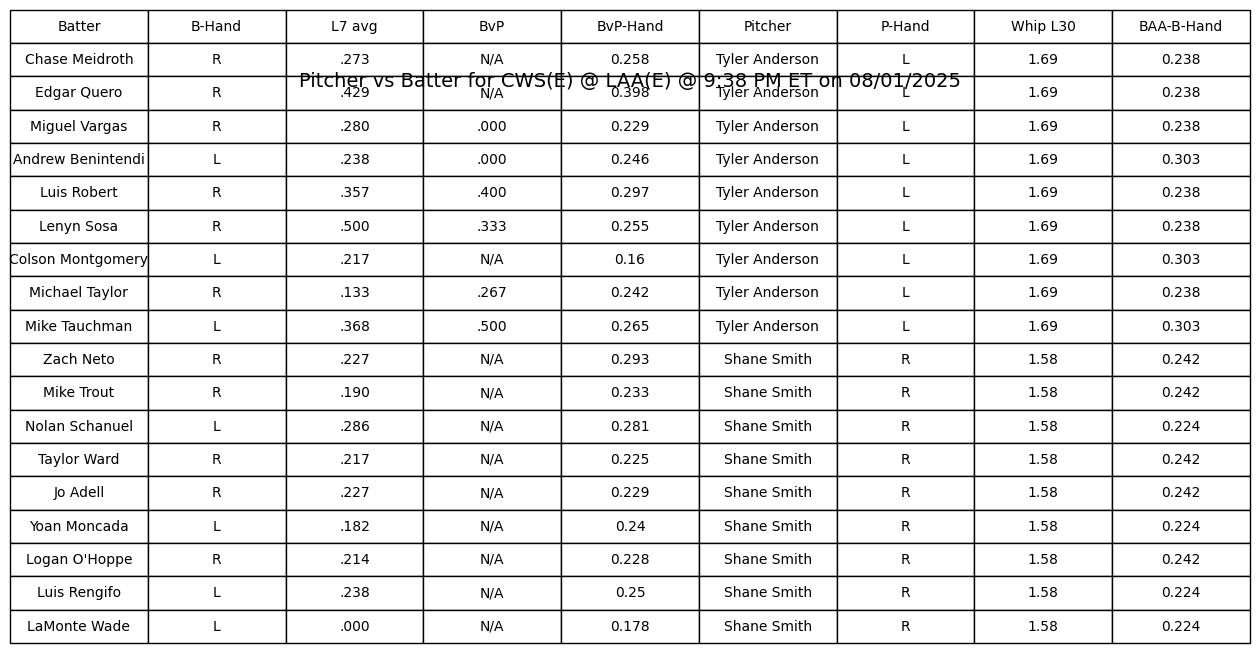 Batter B-Hand L7 avg BvP BvP-Hand Pitcher P-Hand Whip L30 BAA-B-Hand
Chase Meidroth R .273 N/A 0.258 Tyler Anderson L 1.69 0.238
Pitcher vs Batter for CWS(E) @ LAA(E) @ 9:38 PM ET on 08/01/2025
Edgar Quero R .429 N/A 0.398 Tyler Anderson L 1.69 0.238
Miguel Vargas R .280 .000 0.229 Tyler Anderson L 1.69 0.238
Andrew Benintendi L .238 .000 0.246 Tyler Anderson L 1.69 0.303
Luis Robert R .357 .400 0.297 Tyler Anderson L 1.69 0.238
Lenyn Sosa R .500 .333 0.255 Tyler Anderson L 1.69 0.238
Colson Montgomery L .217 N/A 0.16 Tyler Anderson L 1.69 0.303
Michael Taylor R .133 .267 0.242 Tyler Anderson L 1.69 0.238
Mike Tauchman L .368 .500 0.265 Tyler Anderson L 1.69 0.303
Zach Neto R .227 N/A 0.293 Shane Smith R 1.58 0.242
Mike Trout R .190 N/A 0.233 Shane Smith R 1.58 0.242
Nolan Schanuel L .286 N/A 0.281 Shane Smith R 1.58 0.224
Taylor Ward R .217 N/A 0.225 Shane Smith R 1.58 0.242
Jo Adell R .227 N/A 0.229 Shane Smith R 1.58 0.242
Yoan Moncada L .182 N/A 0.24 Shane Smith R 1.58 0.224
Logan O'Hoppe R .214 N/A 0.228 Shane Smith R 1.58 0.242
Luis Rengifo L .238 N/A 0.25 Shane Smith R 1.58 0.224
LaMonte Wade L .000 N/A 0.178 Shane Smith R 1.58 0.224